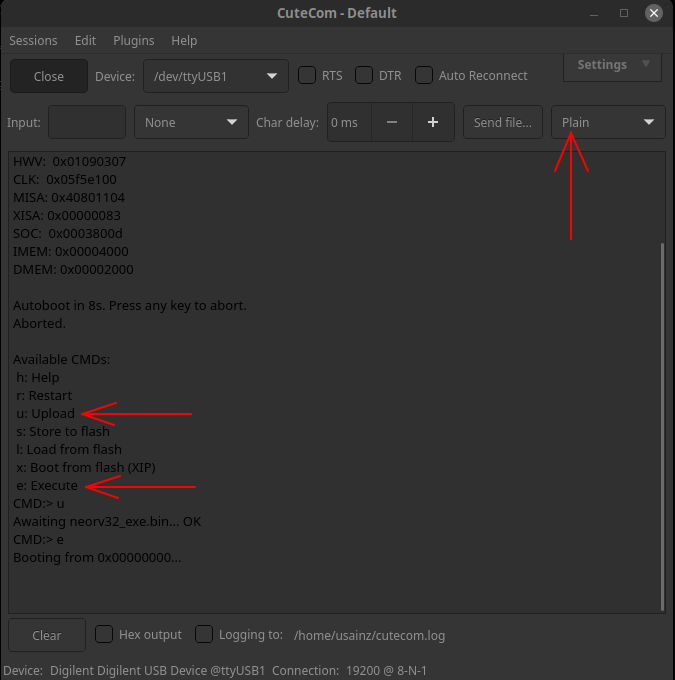 CuteCom - Default
Sessions Edit Plugins Help
Close Device: /dev/ttyUSB1 RTS DTR Auto Reconnect Settings
Input: None Char delay: 0 ms − + Send file... Plain
HWV:  0x01090307
CLK:  0x05f5e100
MISA: 0x40801104
XISA: 0x00000083
SOC:  0x0003800d
IMEM: 0x00004000
DMEM: 0x00002000
Autoboot in 8s. Press any key to abort.
Aborted.
Available CMDs:
h: Help
r: Restart
u: Upload
s: Store to flash
l: Load from flash
x: Boot from flash (XIP)
e: Execute
CMD:> u
Awaiting neorv32_exe.bin... OK
CMD:> e
Booting from 0x00000000...
Clear Hex output Logging to: /home/usainz/cutecom.log
Device:  Digilent Digilent USB Device @ttyUSB1  Connection:  19200 @ 8-N-1